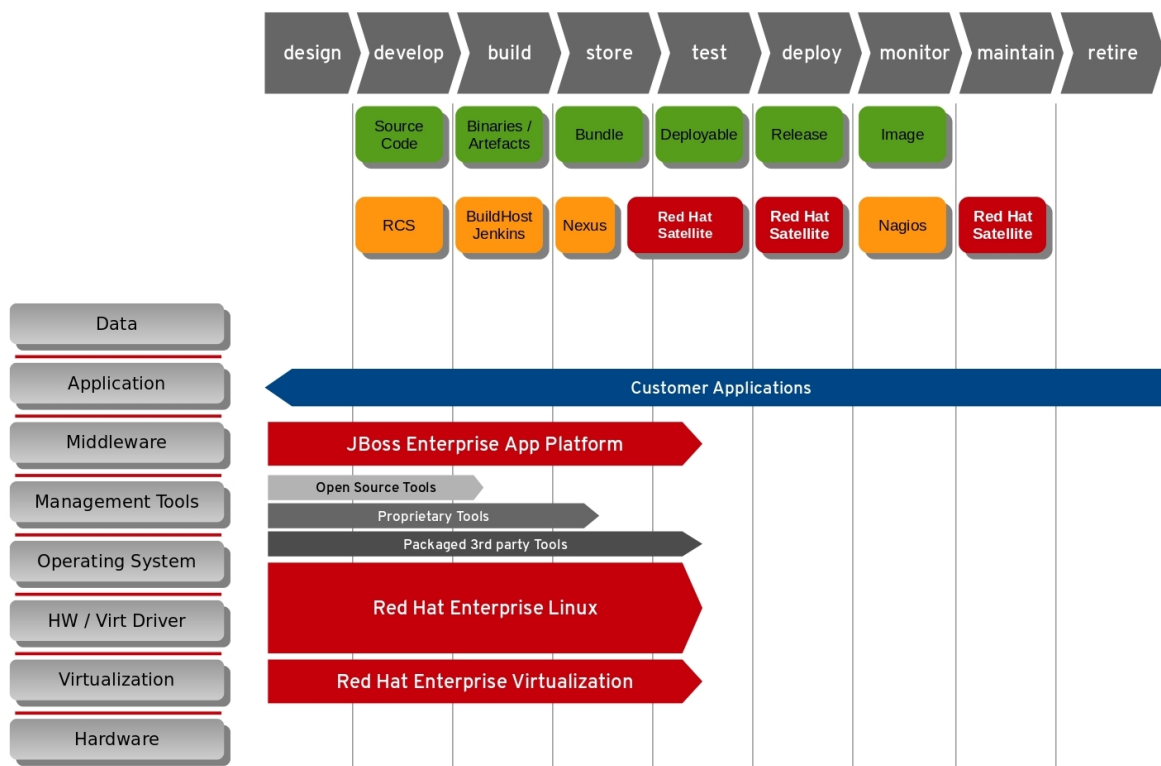 design develop build store test deploy monitor maintain retire
Source
Code
Binaries /
Artefacts
Bundle
Deployable
Release
Image
RCS
BuildHost
Jenkins
Nexus
Red Hat
Satellite
Red Hat
Satellite
Nagios
Red Hat
Satellite
Data
Application
Customer Applications
Middleware
JBoss Enterprise App Platform
Management Tools
Open Source Tools
Proprietary Tools
Packaged 3rd party Tools
Operating System
Red Hat Enterprise Linux
HW / Virt Driver
Virtualization
Red Hat Enterprise Virtualization
Hardware